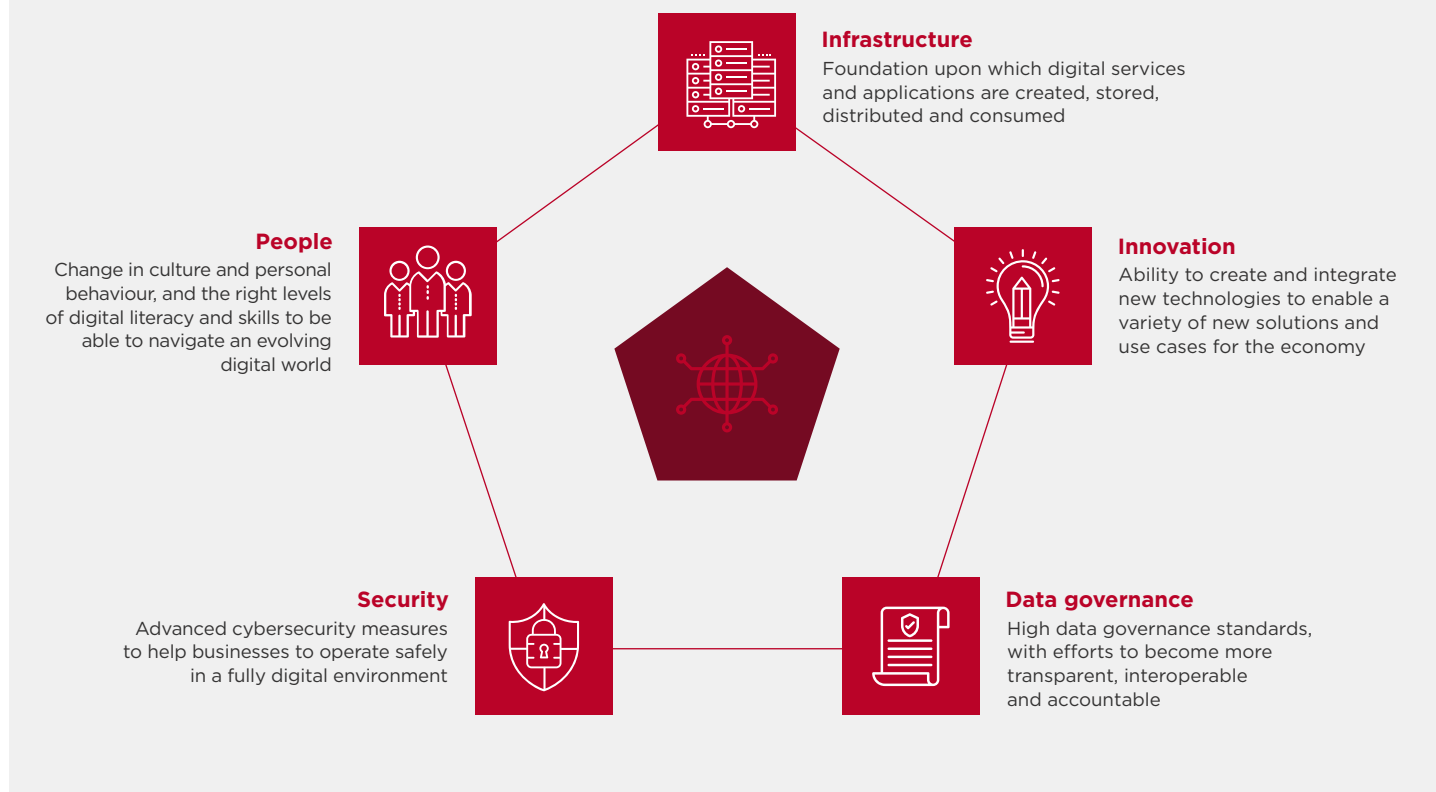 Infrastructure
Foundation upon which digital services
and applications are created, stored,
distributed and consumed
People
Change in culture and personal
behaviour, and the right levels
of digital literacy and skills to be
able to navigate an evolving
digital world
Innovation
Ability to create and integrate
new technologies to enable a
variety of new solutions and
use cases for the economy
Security
Advanced cybersecurity measures
to help businesses to operate safely
in a fully digital environment
Data governance
High data governance standards,
with efforts to become more
transparent, interoperable
and accountable